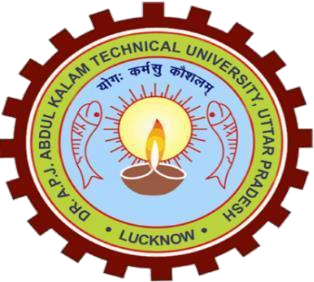 DR. A.P.J. ABDUL KALAM TECHNICAL UNIVERSITY, UTTAR PRADESH
योगः कर्मसु कौशलम्
• LUCKNOW •